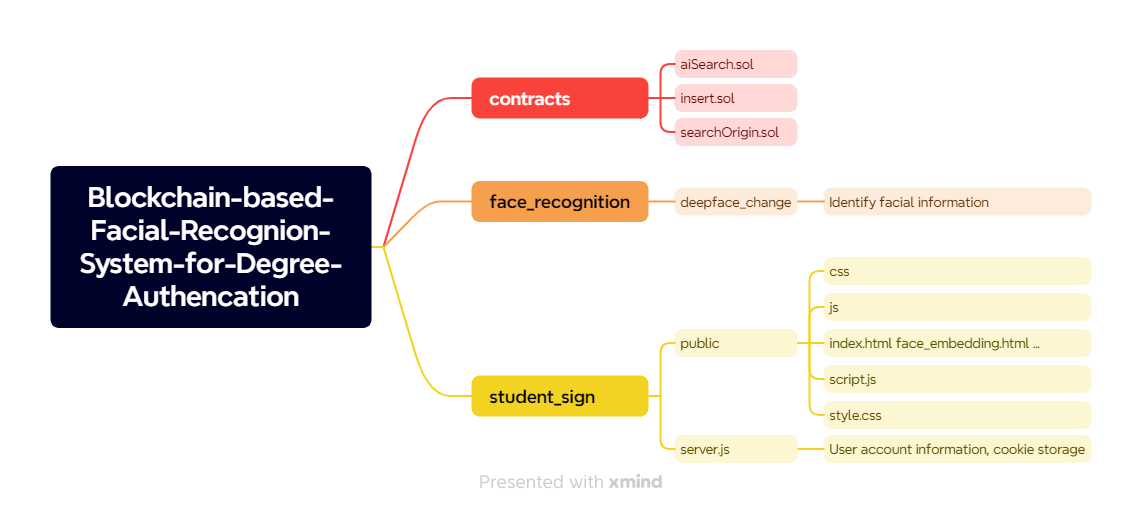 Blockchain-based-
Facial-Recognion-
System-for-Degree-
Authencation
contracts
aiSearch.sol
insert.sol
searchOrigin.sol
face_recognition
deepface_change
Identify facial information
student_sign
public
css
js
index.html face_embedding.html ...
script.js
style.css
server.js
User account information, cookie storage
Presented with xmind